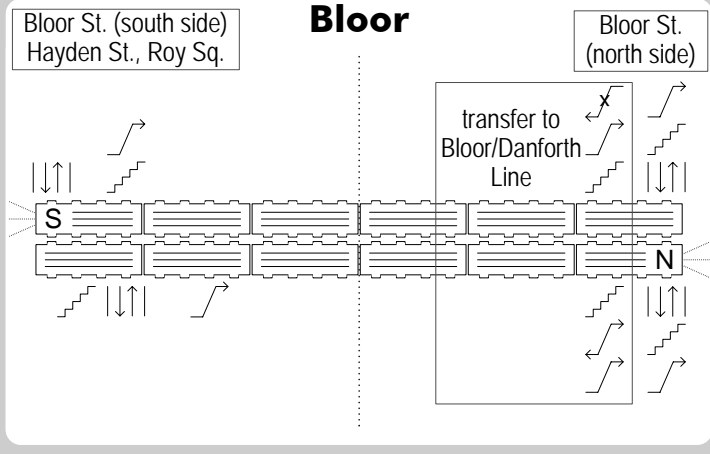 Bloor
Bloor St. (south side)
Hayden St., Roy Sq.
Bloor St.
(north side)
transfer to
Bloor/Danforth
Line
x
S
N